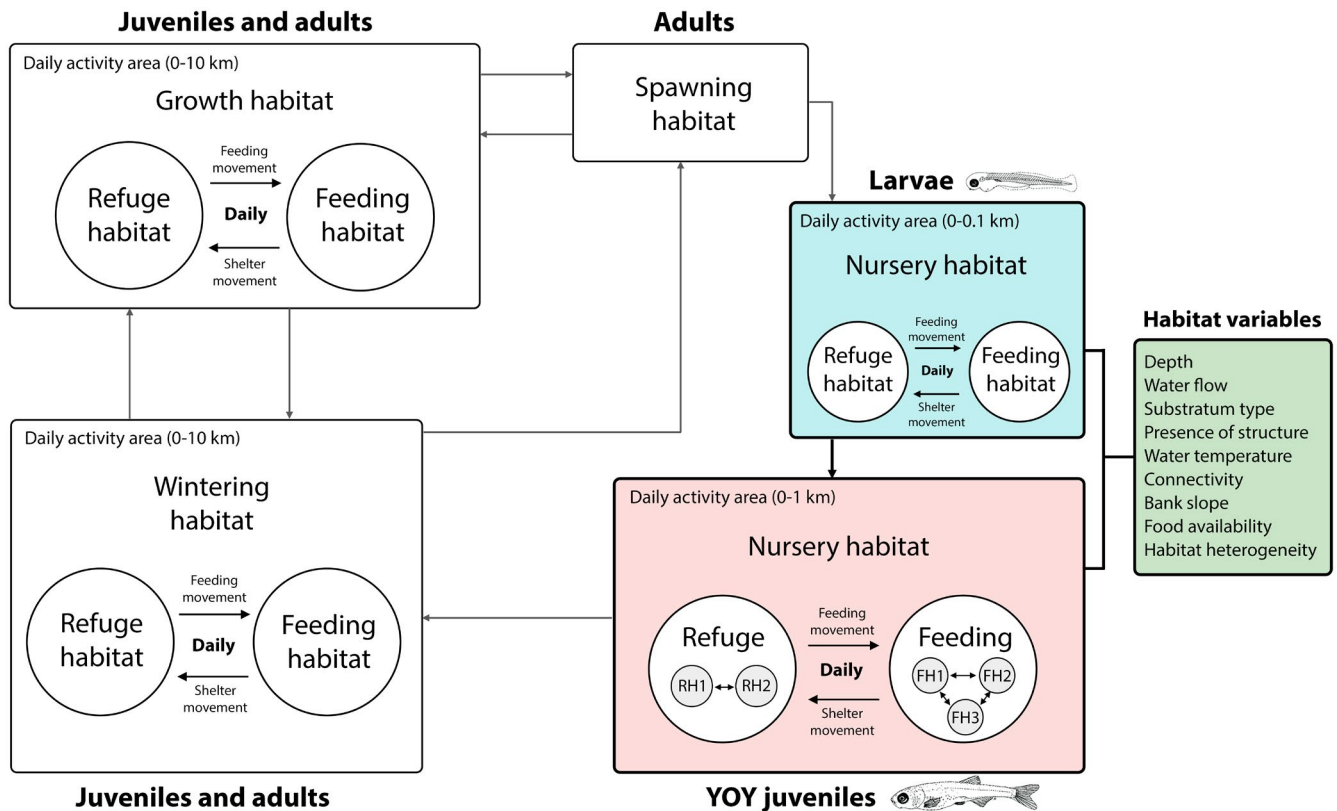 Juveniles and adults
Daily activity area (0-10 km)
Growth habitat
Refuge
habitat
Feeding
movement
Daily
Shelter
movement
Feeding
habitat
Adults
Spawning
habitat
Larvae
Daily activity area (0-0.1 km)
Nursery habitat
Refuge
habitat
Feeding
movement
Daily
Shelter
movement
Feeding
habitat
Habitat variables
Depth
Water flow
Substratum type
Presence of structure
Water temperature
Connectivity
Bank slope
Food availability
Habitat heterogeneity
Daily activity area (0-10 km)
Wintering
habitat
Refuge
habitat
Feeding
movement
Daily
Shelter
movement
Feeding
habitat
Juveniles and adults
Daily activity area (0-1 km)
Nursery habitat
Refuge
RH1
RH2
Feeding
movement
Daily
Shelter
movement
Feeding
FH1
FH2
FH3
YOY juveniles